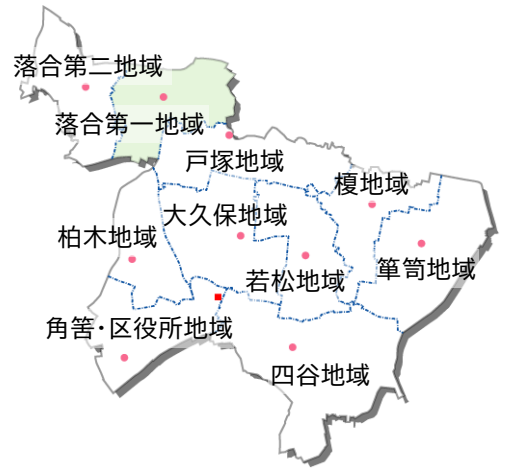 落合第二地域
落合第一地域
戸塚地域
榎地域
大久保地域
柏木地域
若松地域
箪笥地域
角筈・区役所地域
四谷地域